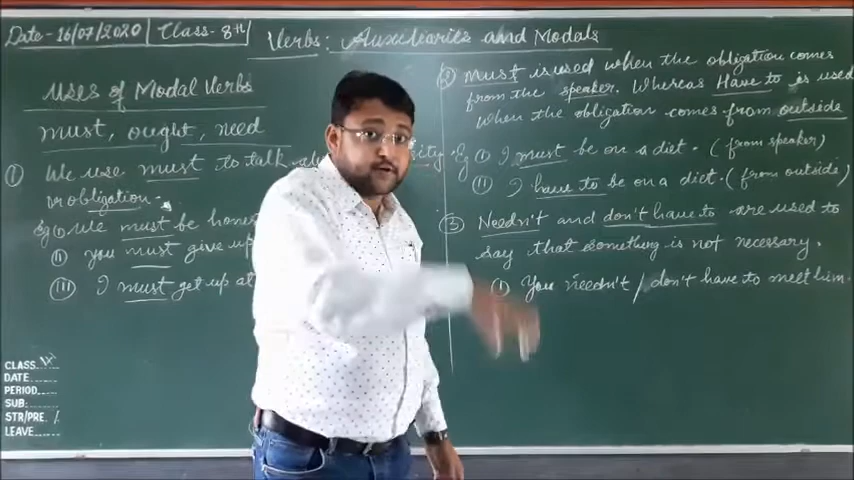 Date-16/07/2020 Class-8th Verbs: Auxiliaries and Modals
Uses of Modal Verbs
must, ought, need
① We use must to talk
or obligation
eg ① We must be, hones
② you must give up
③ I must get up at
② must is used when the obligation comes
from the speaker. Whereas Have to is used
when the obligation comes from outside
Eg ① I must be on a diet. (from speaker)
② I have to be on a diet. (from outside)
⑤ Needn't and don't have to are used to
say that something is not necessary.
① You needn't / don't have to meet him.
CLASS IX
DATE
PERIOD
SUB:
STR/PRE. /
LEAVE